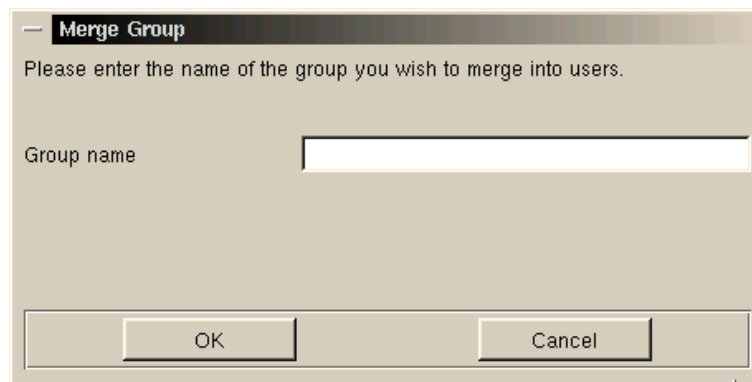 Merge Group
Please enter the name of the group you wish to merge into users.
Group name
OK
Cancel